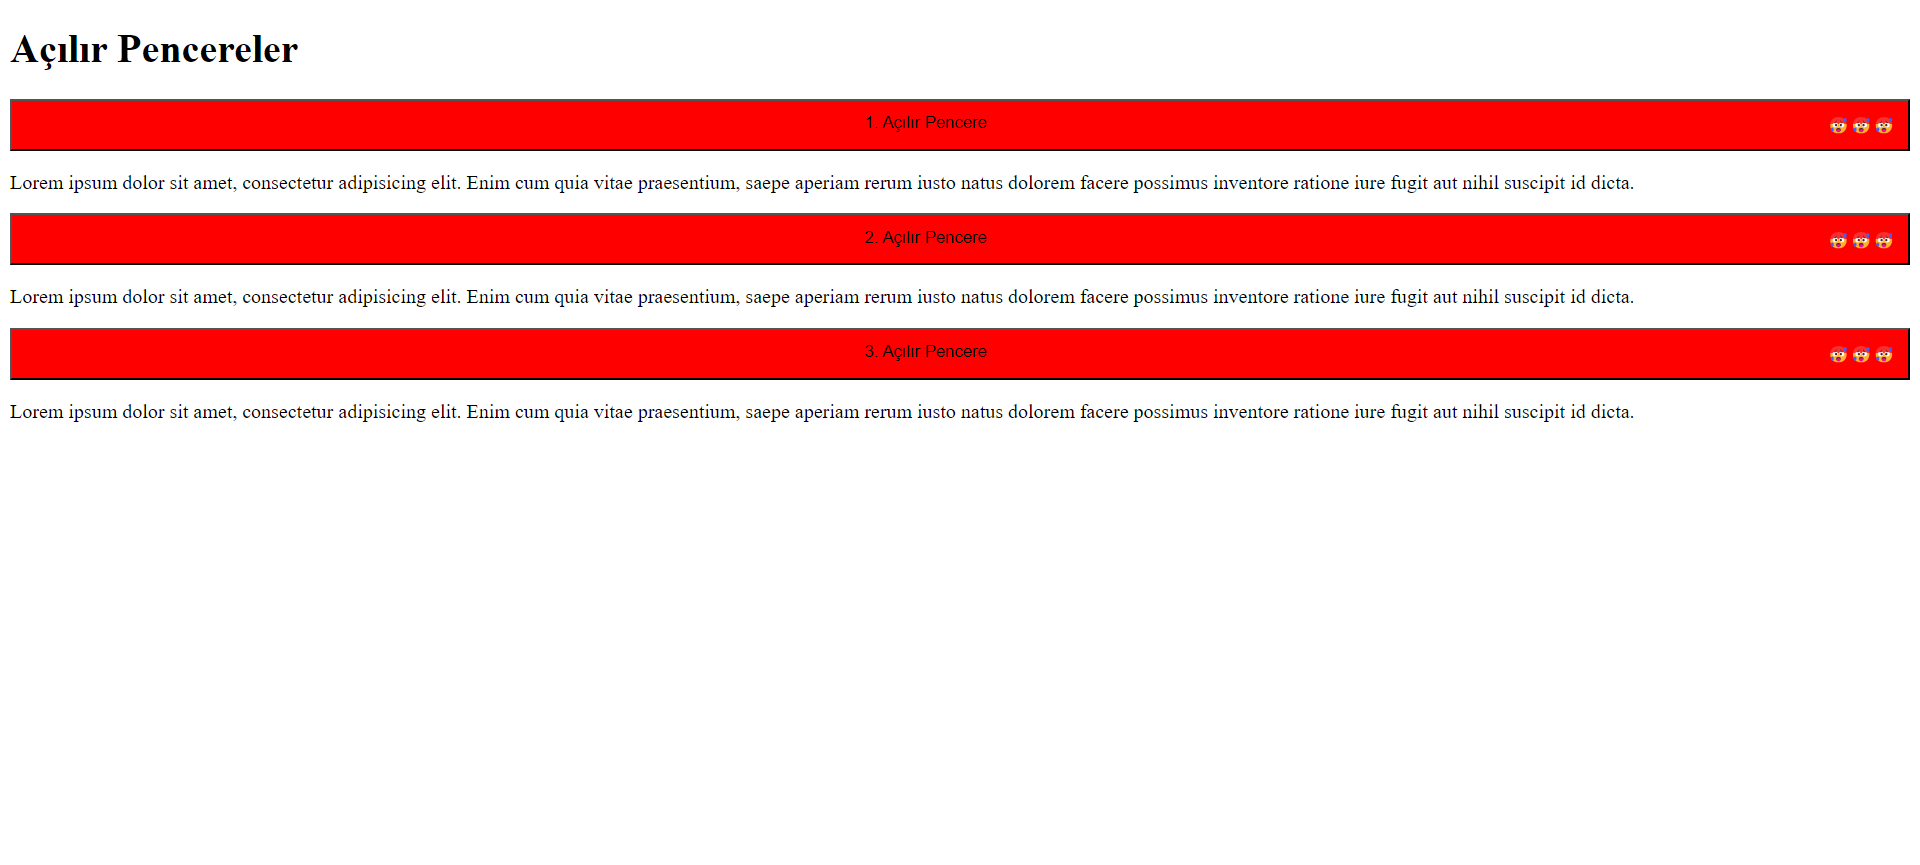 Açılır Pencereler
1. Açılır Pencere
Lorem ipsum dolor sit amet, consectetur adipisicing elit. Enim cum quia vitae praesentium, saepe aperiam rerum iusto natus dolorem facere possimus inventore ratione iure fugit aut nihil suscipit id dicta.
2. Açılır Pencere
Lorem ipsum dolor sit amet, consectetur adipisicing elit. Enim cum quia vitae praesentium, saepe aperiam rerum iusto natus dolorem facere possimus inventore ratione iure fugit aut nihil suscipit id dicta.
3. Açılır Pencere
Lorem ipsum dolor sit amet, consectetur adipisicing elit. Enim cum quia vitae praesentium, saepe aperiam rerum iusto natus dolorem facere possimus inventore ratione iure fugit aut nihil suscipit id dicta.